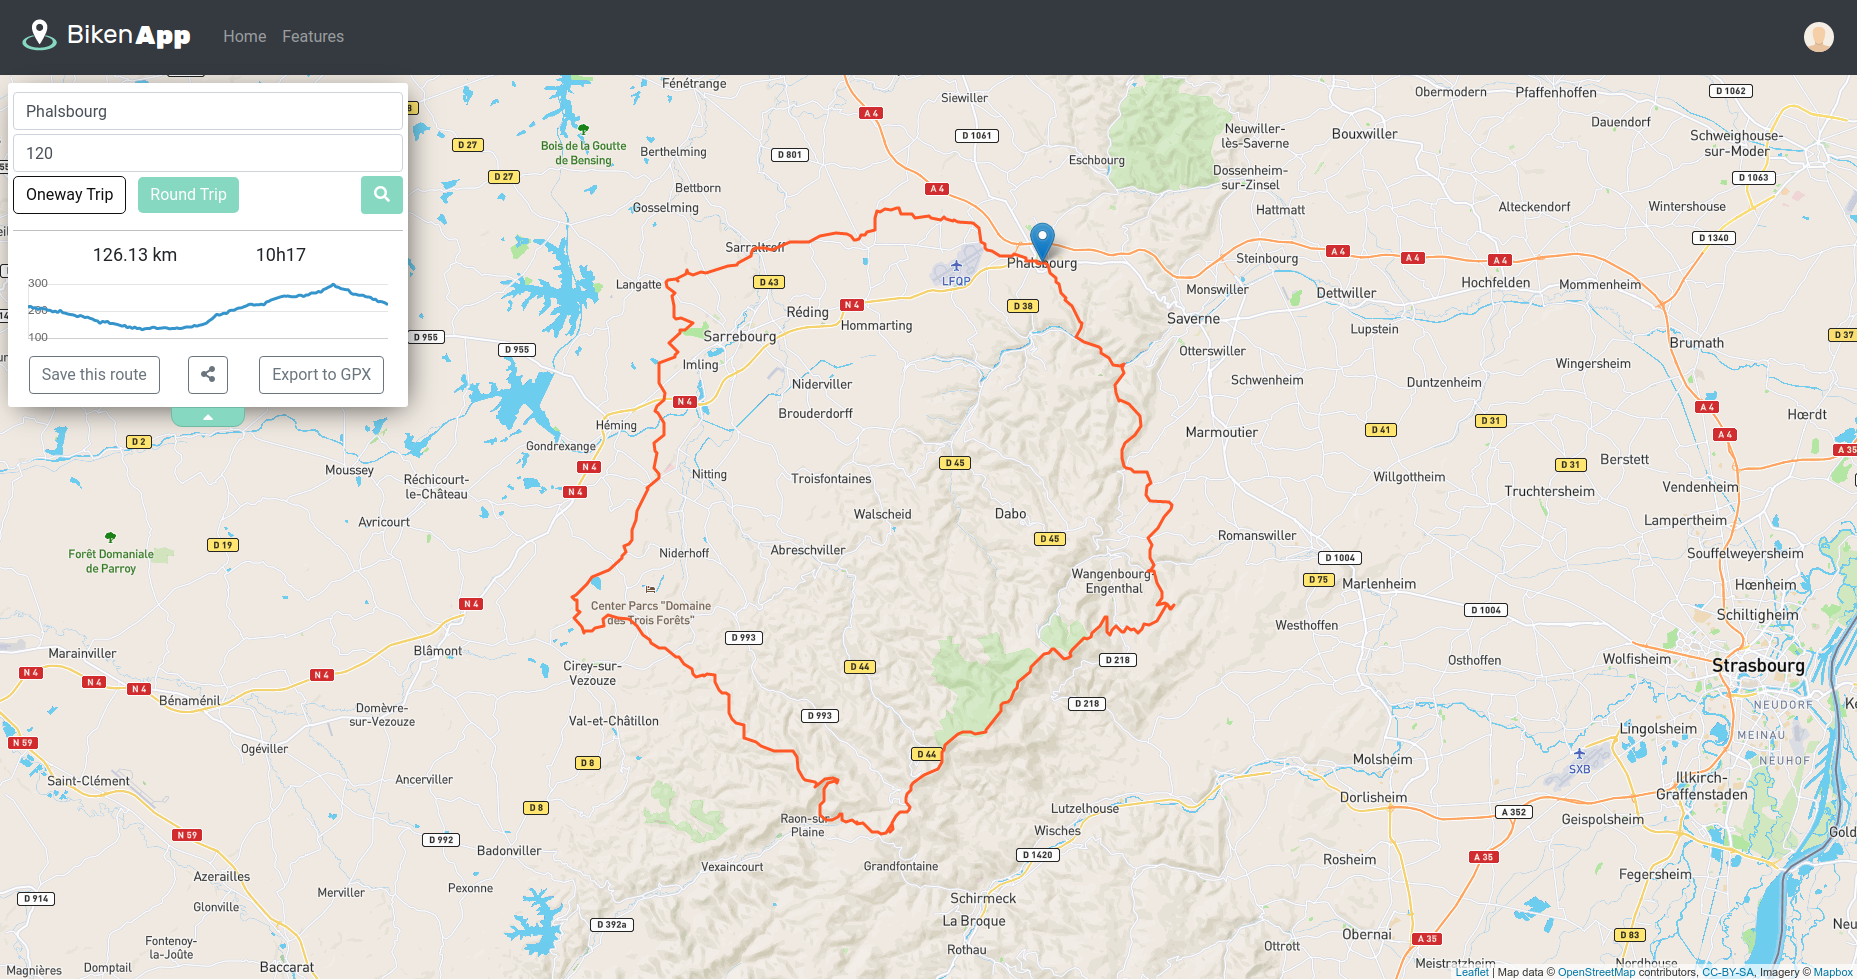 BikenApp
Home
Features
Phalsbourg
120
Oneway Trip
Round Trip
126.13 km
10h17
300
200
100
Save this route
Export to GPX
Fénétrange
Siewiller
Obermodern
Pfaffenhoffen
D 1062
A 4
Dauendorf
D 1061
Neuwiller-
lès-Saverne
Bouxwiller
Schweighouse-
sur-Moder
D 27
Bois de la Goutte
de Bensing,
Berthelming
D 801
Eschbourg
D 27
Bettborn
A 4
Dossenheim-
sur-Zinsel
D 1063
Gosselming
Hattmatt
Alteckendorf
Wintershouse
Sarraltroff
D 1340
Phalsbourg
A 4
A 4
A 4
Steinbourg
LFQP
Langatte
D 43
Monswiller
Dettwiller
Hochfelden
Mommenheim
N 4
D 38
Réding
Hommarting
Saverne
Lupstein
D 955
D 955
Sarrebourg
Otterswiller
Brumath
D 37
Imling
Niderviller
Schwenheim
Duntzenheim
Wingersheim
N 4
Brouderdorff
A 4
Hœrdt
Héming
D 41
D 31
A 4
D 2
Gondrexange
Marmoutier
A 35
Moussey
N 4
D 45
D 31
Berstett
Réchicourt-
le-Château
Nitting
Troisfontaines
Willgottheim
Truchtersheim
Vendenheim
N 4
Avricourt
Walscheid
Dabo
Lampertheim
Forêt Domaniale
de Parroy
D 19
Niderhoff
Abreschviller
D 45
Romanswiller
D 1004
Souffelweyersheim
Wangenbourg-
Engenthal
D 75
Marlenheim
Hœnheim
N 4
Center Parcs "Domaine
des Trois Forêts"
D 1004
Schiltigheim
D 993
Westhoffen
Marainviller
Blâmont
Cirey-sur-
Vezouze
D 44
D 218
Osthoffen
Wolfisheim
Strasbourg
N 4
N 4
N 4
N 4
Bénaménil
Domèvre-
sur-Vezouze
D 993
D 218
NEUDORF
Val-et-Châtillon
Lingolsheim
MEINAU
N 59
Ogéviller
D 8
D 44
Molsheim
SXB
NEUHOF
Saint-Clément
Ancerviller
Illkirch-
Graffenstaden
D 8
Lutzelhouse
Dorlisheim
A 352
Geispolsheim
Raon-sur-
Plaine
N 59
D 992
Wisches
Badonviller
Vexaincourt
Grandfontaine
D 1420
Rosheim
A 35
Fegersheim
Azerailles
Merviller
Pexonne
D 914
Glonville
Schirmeck
D 392a
La Broque
Obernai
A 35
D 83
Fontenoy-
la-Joûte
Rothau
Ottrott
Magnières
Domptail
Baccarat
Meistratzheim
Nordhouse
Leaflet | Map data © OpenStreetMap contributors, CC-BY-SA, Imagery © Mapbox